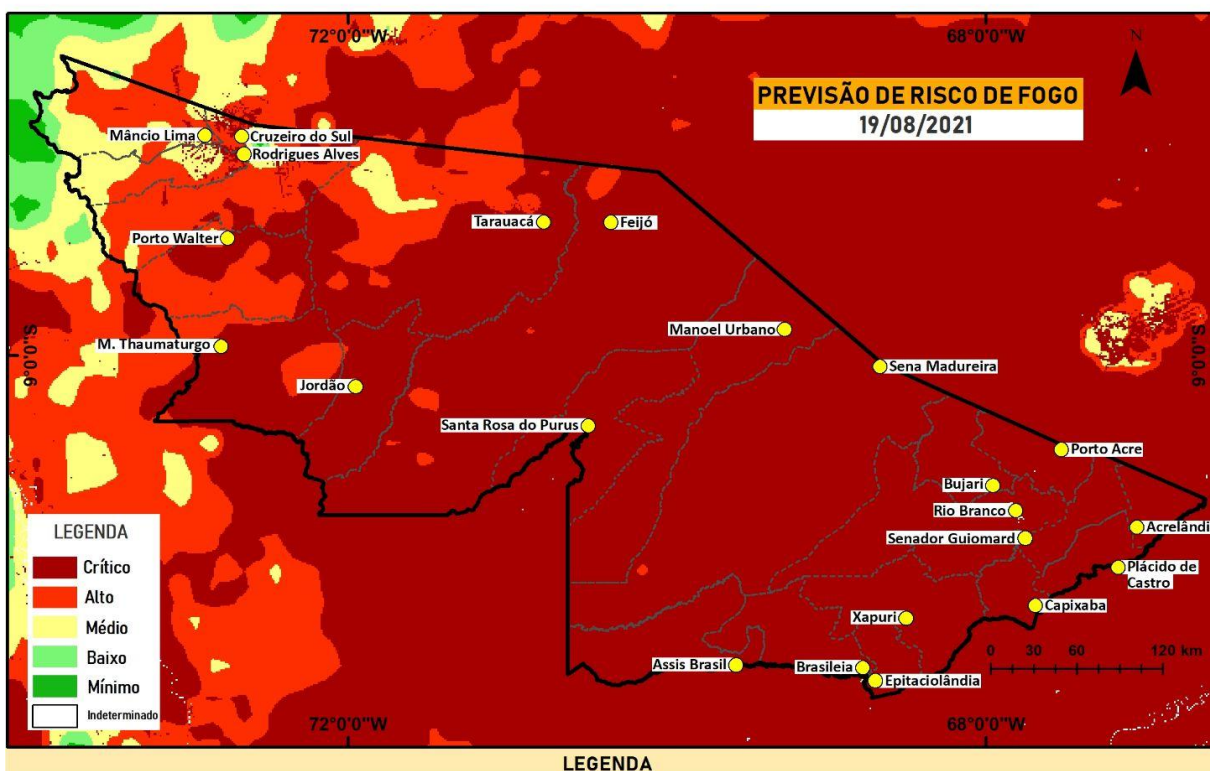 72°0'0"W
68°0'0"W
N
PREVISÃO DE RISCO DE FOGO
19/08/2021
Mâncio Lima
Cruzeiro do Sul
Rodrigues Alves
Tarauacá
Feijó
Porto Walter
Manoel Urbano
M. Thaumaturgo
9°0'0"S
9°0'0"S
Sena Madureira
Jordão
Santa Rosa do Purus
Porto Acre
Bujari
Rio Branco
Acrelândi
Senador Guiomard
Plácido de
Castro
Capixaba
Xapuri
Assis Brasil
Brasileia
Epitaciolândia
0 30 60 120 km
LEGENDA
Crítico
Alto
Médio
Baixo
Mínimo
Indeterminado
72°0'0"W
68°0'0"W
LEGENDA